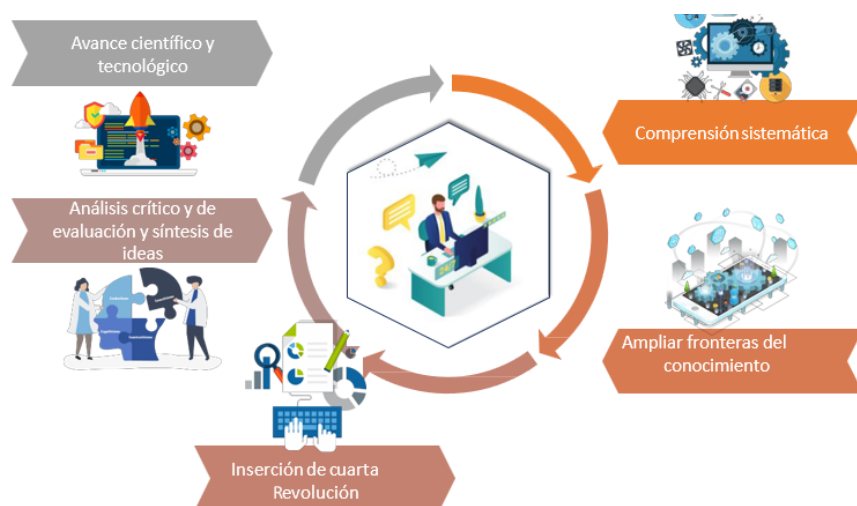 Avance científico y
tecnológico
Comprensión sistemática
Análisis crítico y de
evaluación y síntesis de
ideas
Ampliar fronteras del
conocimiento
Inserción de cuarta
Revolución